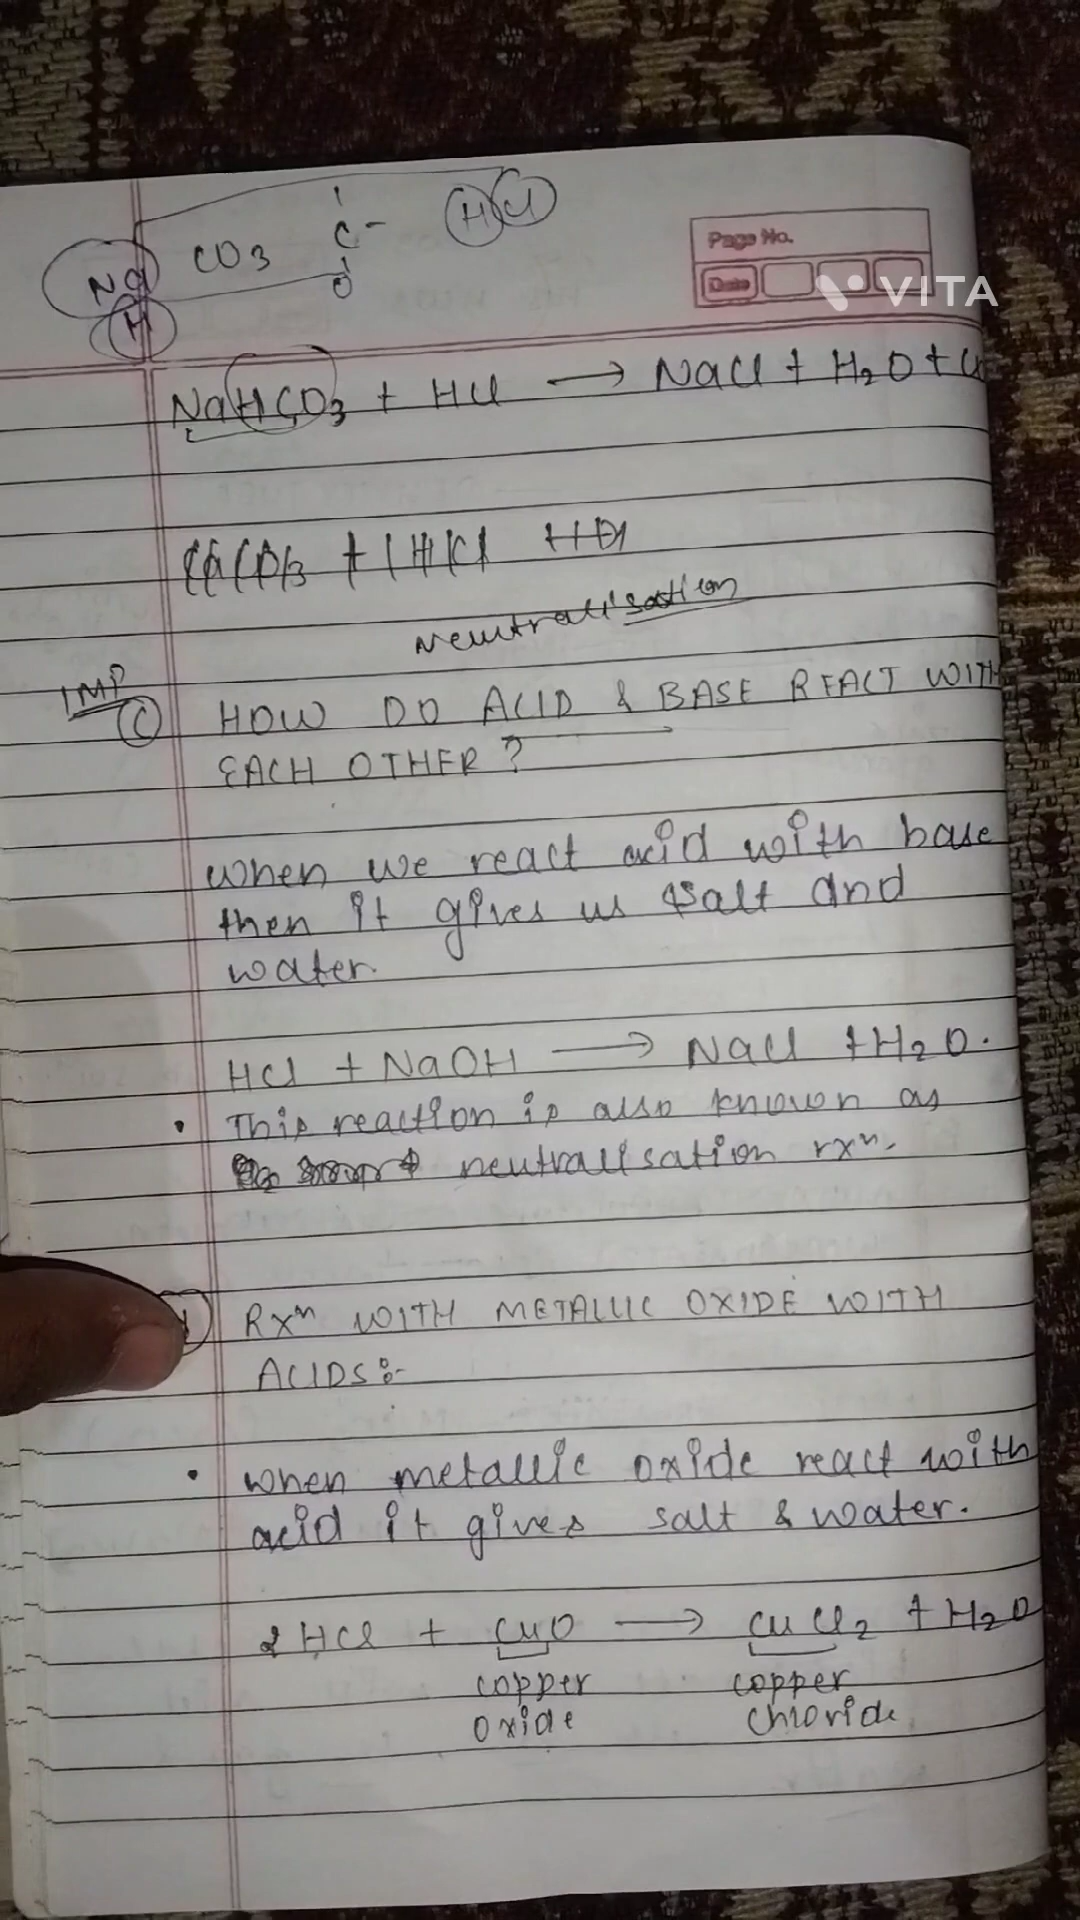 Na CO3 C- H Cl
H O
Page No.
Date
VITA
NaHCO3 + HCl → NaCl + H2O + C
CaCO3 + HCl
Neutralisation
IMP
(C) HOW DO ACID & BASE REACT WITH
EACH OTHER ?
When we react acid with base
then it gives us salt and
water.
HCl + NaOH → NaCl + H2O.
• This reaction is also known as
neutralisation rxn.
Rxn WITH METALLIC OXIDE WITH
ACIDS:-
• When metallic oxide react with
acid it gives salt & water.
2HCl + CuO → CuCl2 + H2O
copper copper
oxide chloride